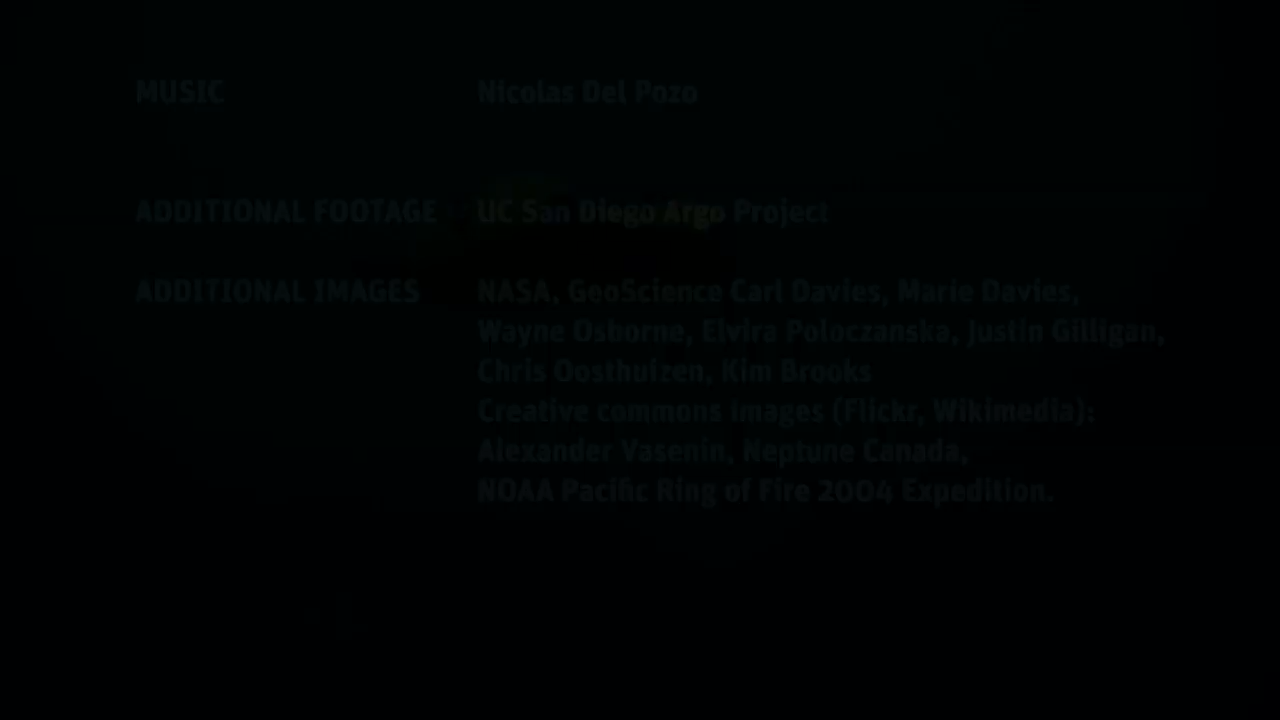 MUSIC Nicolas Del Pozo
ADDITIONAL FOOTAGE UC San Diego Argo Project
ADDITIONAL IMAGES NASA, GeoScience Carl Davies, Marie Davies,
Wayne Osborne, Elvira Poloczanska, Justin Gilligan,
Chris Oosthuizen, Kim Brooks
Creative commons images (Flickr, Wikimedia):
Alexander Vasenin, Neptune Canada,
NOAA Pacific Ring of Fire 2004 Expedition.